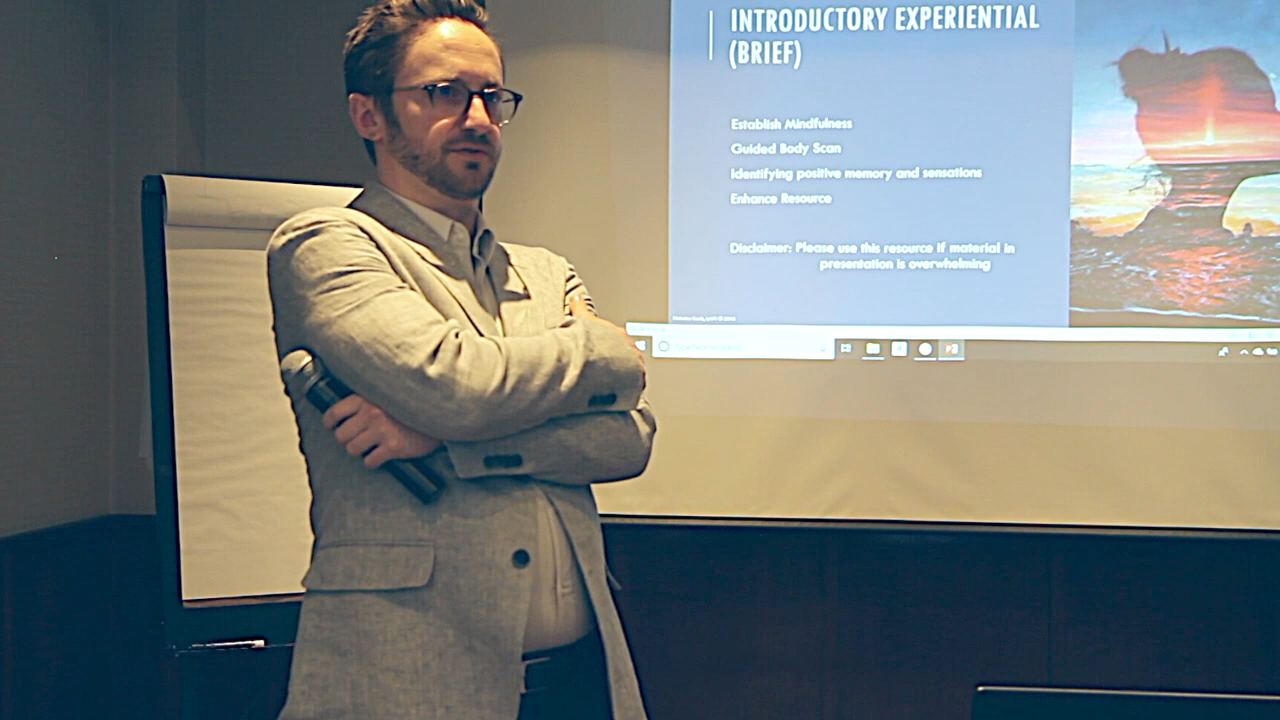 INTRODUCTORY EXPERIENTIAL
(BRIEF)
Establish Mindfulness
Guided Body Scan
Identifying positive memory and sensations
Enhance Resource
Disclaimer: Please use this resource if material in
presentation is overwhelming